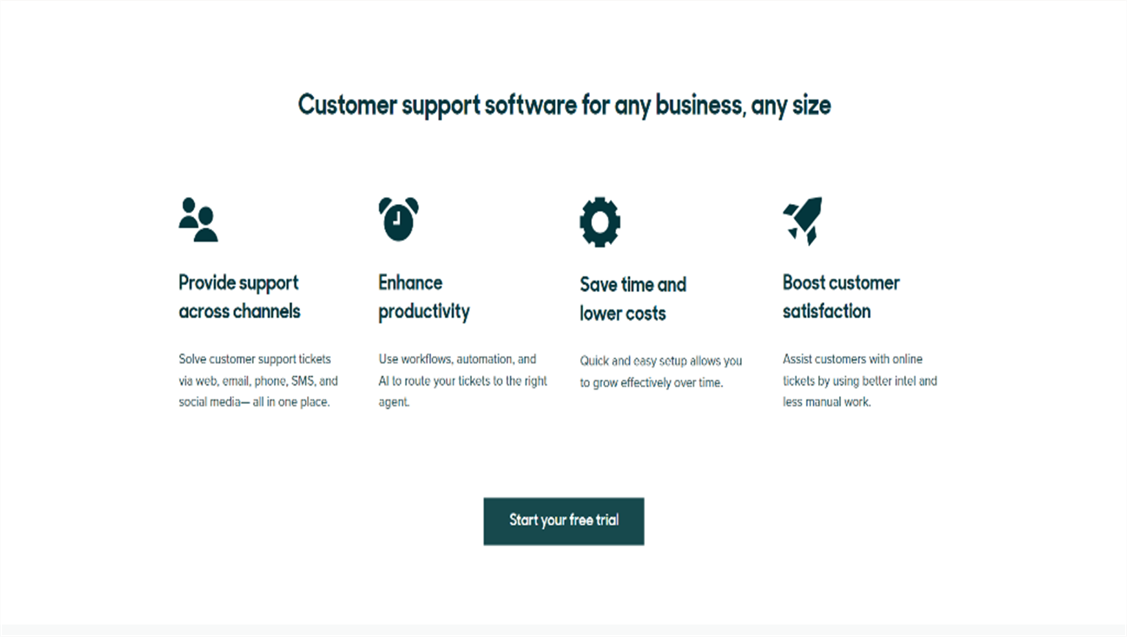 Customer support software for any business, any size
Provide support
across channels
Solve customer support tickets
via web, email, phone, SMS, and
social media— all in one place.
Enhance
productivity
Use workflows, automation, and
AI to route your tickets to the right
agent.
Save time and
lower costs
Quick and easy setup allows you
to grow effectively over time.
Boost customer
satisfaction
Assist customers with online
tickets by using better intel and
less manual work.
Start your free trial